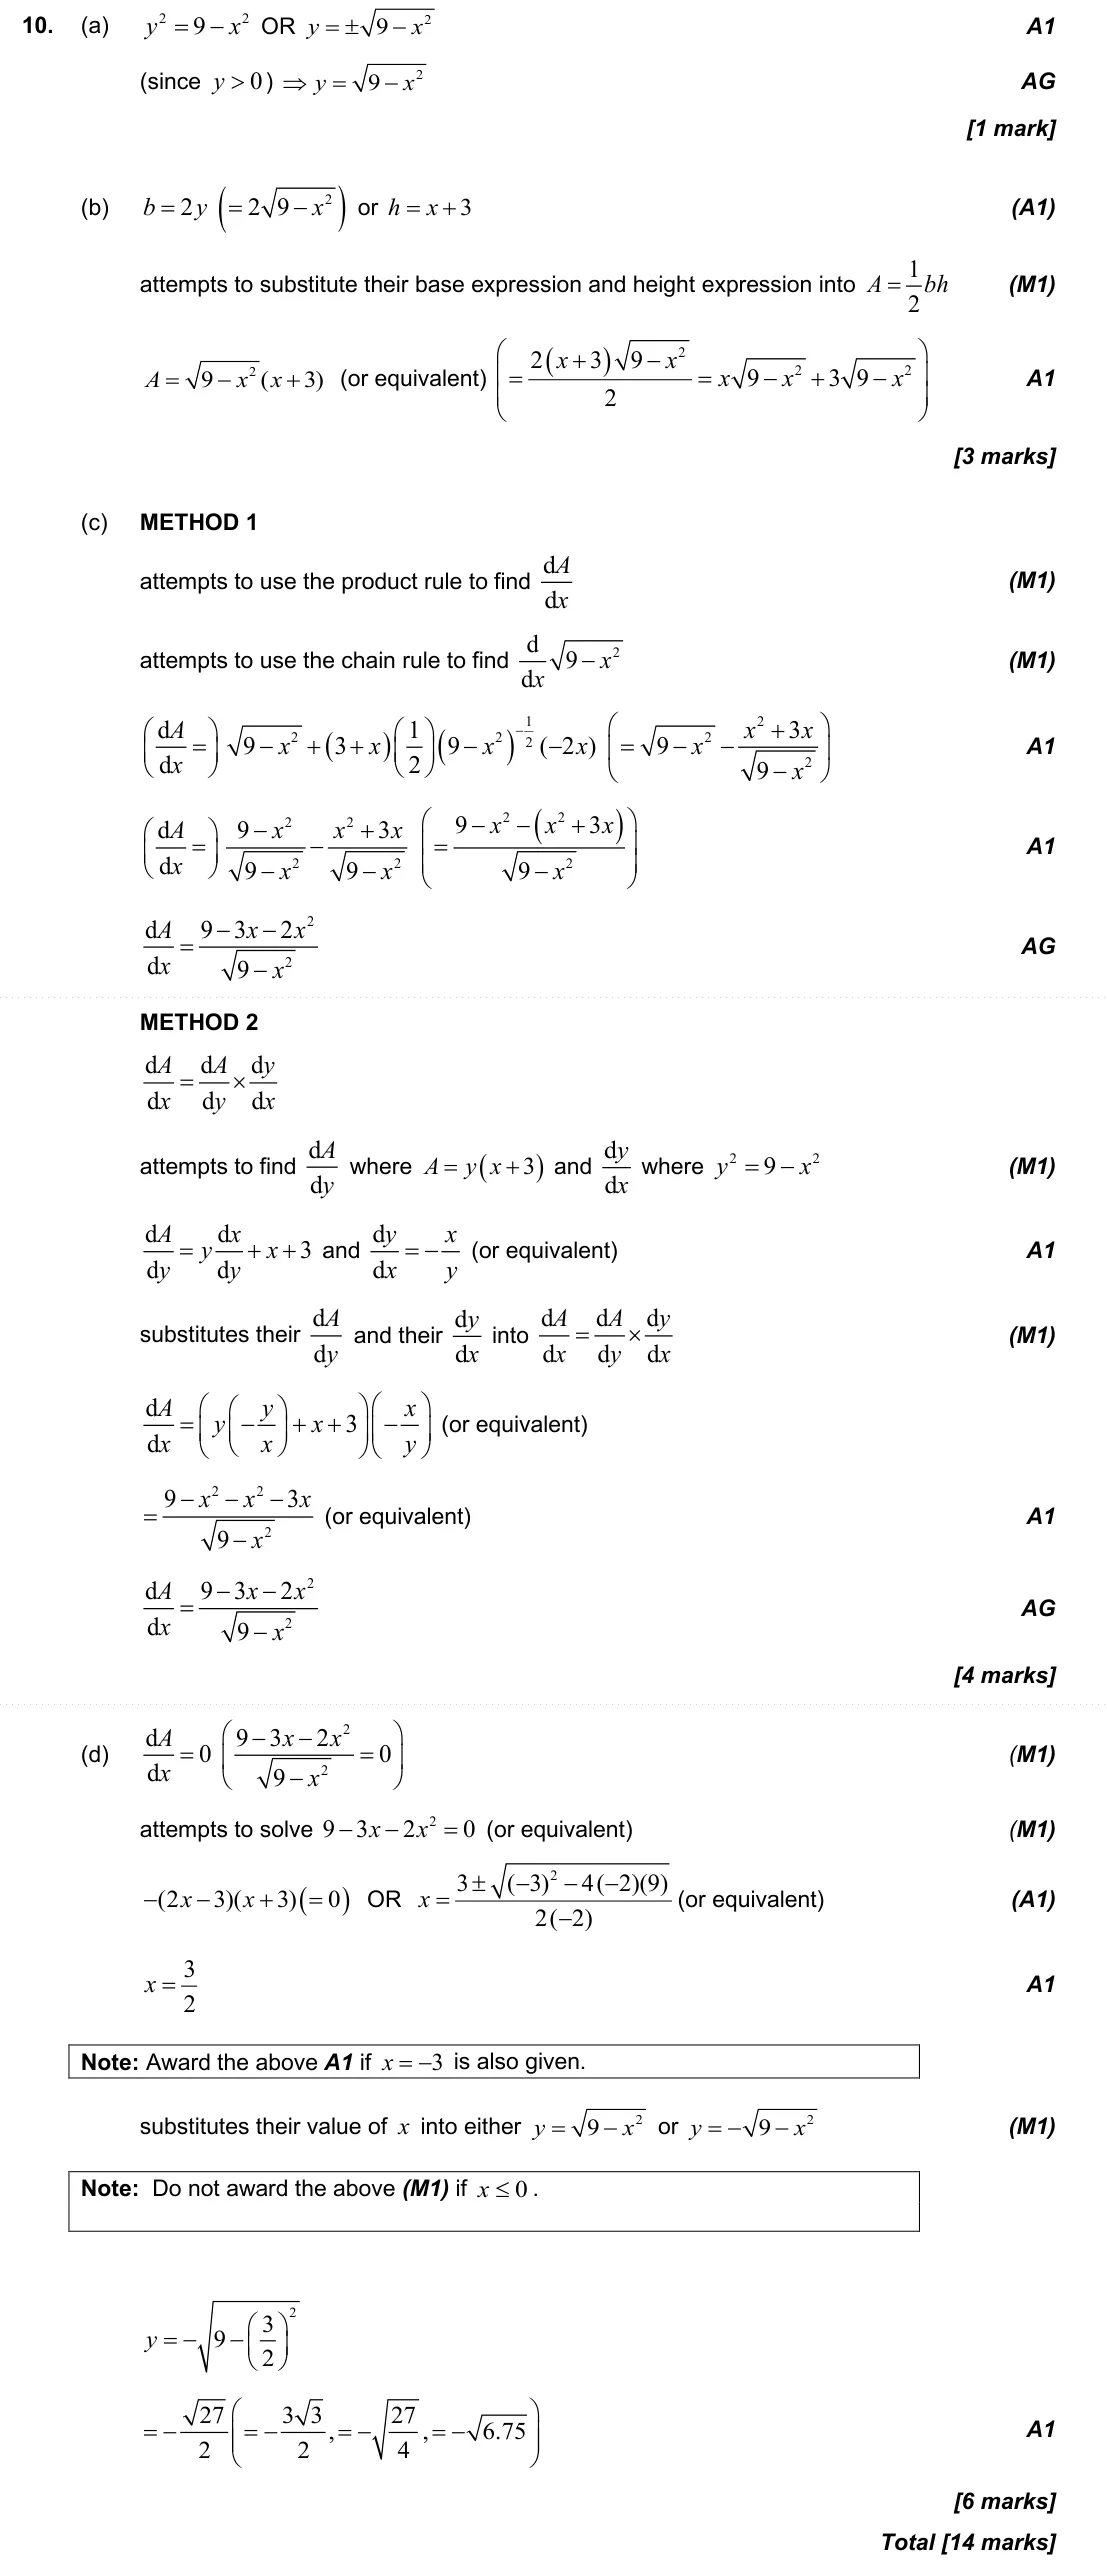 10. (a) y² = 9 − x² OR y = ±√(9 − x²) A1
(since y > 0) ⇒ y = √(9 − x²) AG
[1 mark]
(b) b = 2y (= 2√(9 − x²)) or h = x + 3 (A1)
attempts to substitute their base expression and height expression into A = 1/2 bh (M1)
A = √(9 − x²)(x + 3) (or equivalent) (= 2(x + 3)√(9 − x²)/2 = x√(9 − x²) + 3√(9 − x²)) A1
[3 marks]
(c) METHOD 1
attempts to use the product rule to find dA/dx (M1)
attempts to use the chain rule to find d/dx √(9 − x²) (M1)
(dA/dx =) √(9 − x²) + (3 + x)(1/2)(9 − x²)^(−1/2)(−2x) (= √(9 − x²) − (x² + 3x)/√(9 − x²)) A1
(dA/dx =) (9 − x²)/√(9 − x²) − (x² + 3x)/√(9 − x²) (= (9 − x² − (x² + 3x))/√(9 − x²)) A1
dA/dx = (9 − 3x − 2x²)/√(9 − x²) AG
METHOD 2
dA/dx = dA/dy × dy/dx
attempts to find dA/dy where A = y(x + 3) and dy/dx where y² = 9 − x² (M1)
dA/dy = y dx/dy + x + 3 and dy/dx = −x/y (or equivalent) A1
substitutes their dA/dy and their dy/dx into dA/dx = dA/dy × dy/dx (M1)
dA/dx = (y(−y/x) + x + 3)(−x/y) (or equivalent)
= (9 − x² − x² − 3x)/√(9 − x²) (or equivalent) A1
dA/dx = (9 − 3x − 2x²)/√(9 − x²) AG
[4 marks]
(d) dA/dx = 0 ((9 − 3x − 2x²)/√(9 − x²) = 0) (M1)
attempts to solve 9 − 3x − 2x² = 0 (or equivalent) (M1)
−(2x − 3)(x + 3)(= 0) OR x = (3 ± √((−3)² − 4(−2)(9)))/(2(−2)) (or equivalent) (A1)
x = 3/2 A1
Note: Award the above A1 if x = −3 is also given.
substitutes their value of x into either y = √(9 − x²) or y = −√(9 − x²) (M1)
Note: Do not award the above (M1) if x ≤ 0.
y = −√(9 − (3/2)²)
= −√27/2 (= −3√3/2, = −√(27/4), = −√6.75) A1
[6 marks]
Total [14 marks]